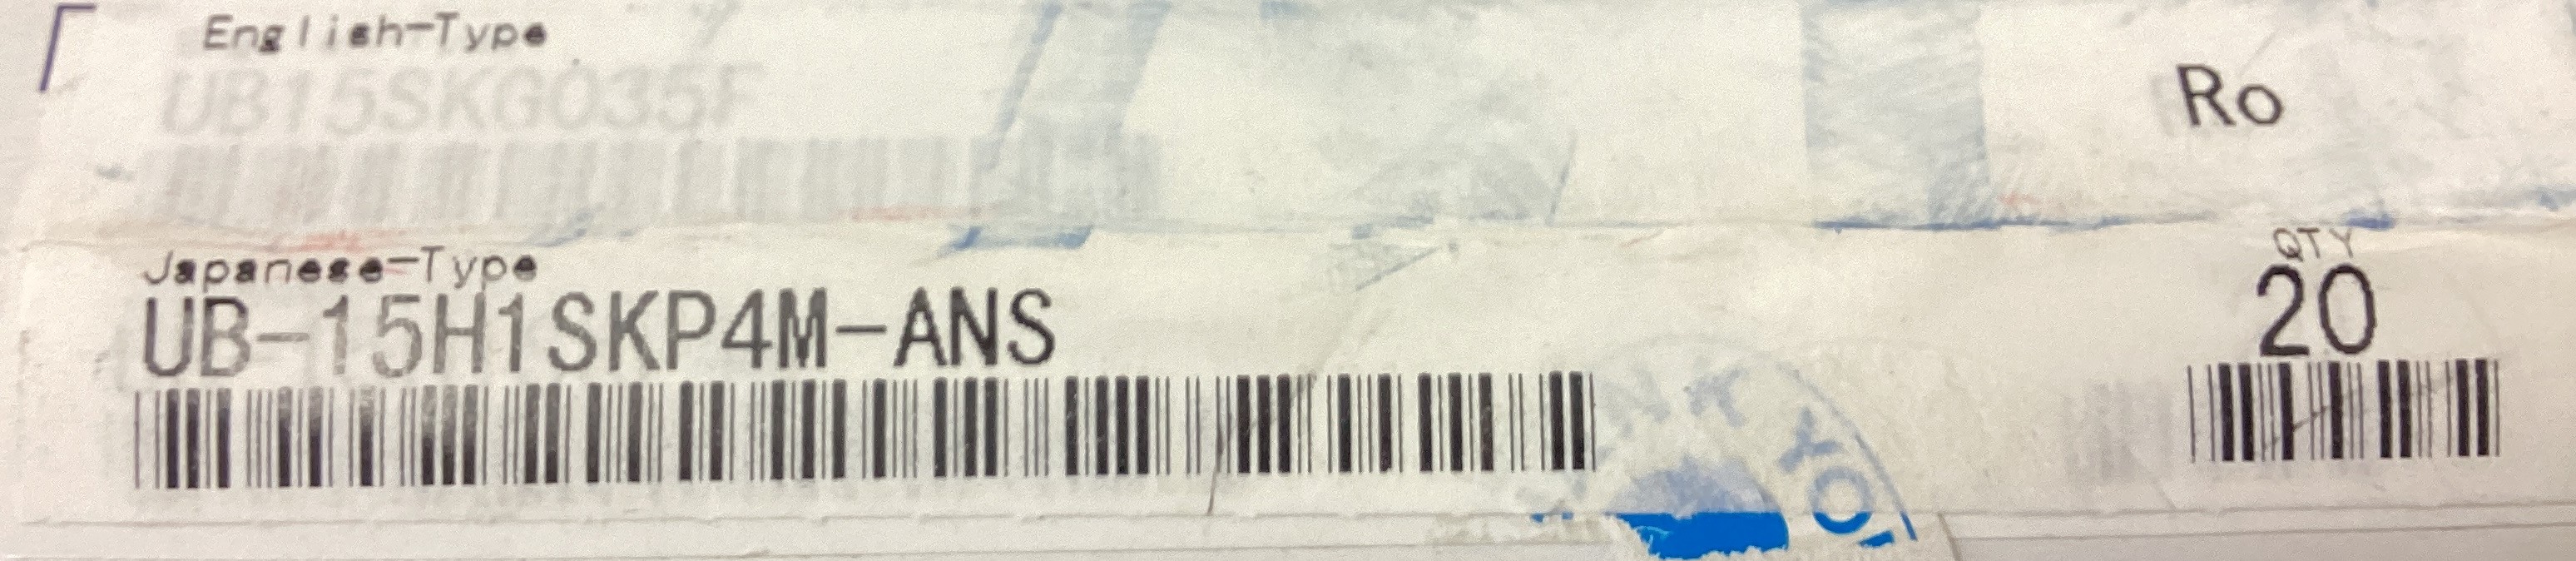 English-Type
UB15SKG035F
Ro
Japanese-Type
UB-15H1SKP4M-ANS
QTY
20